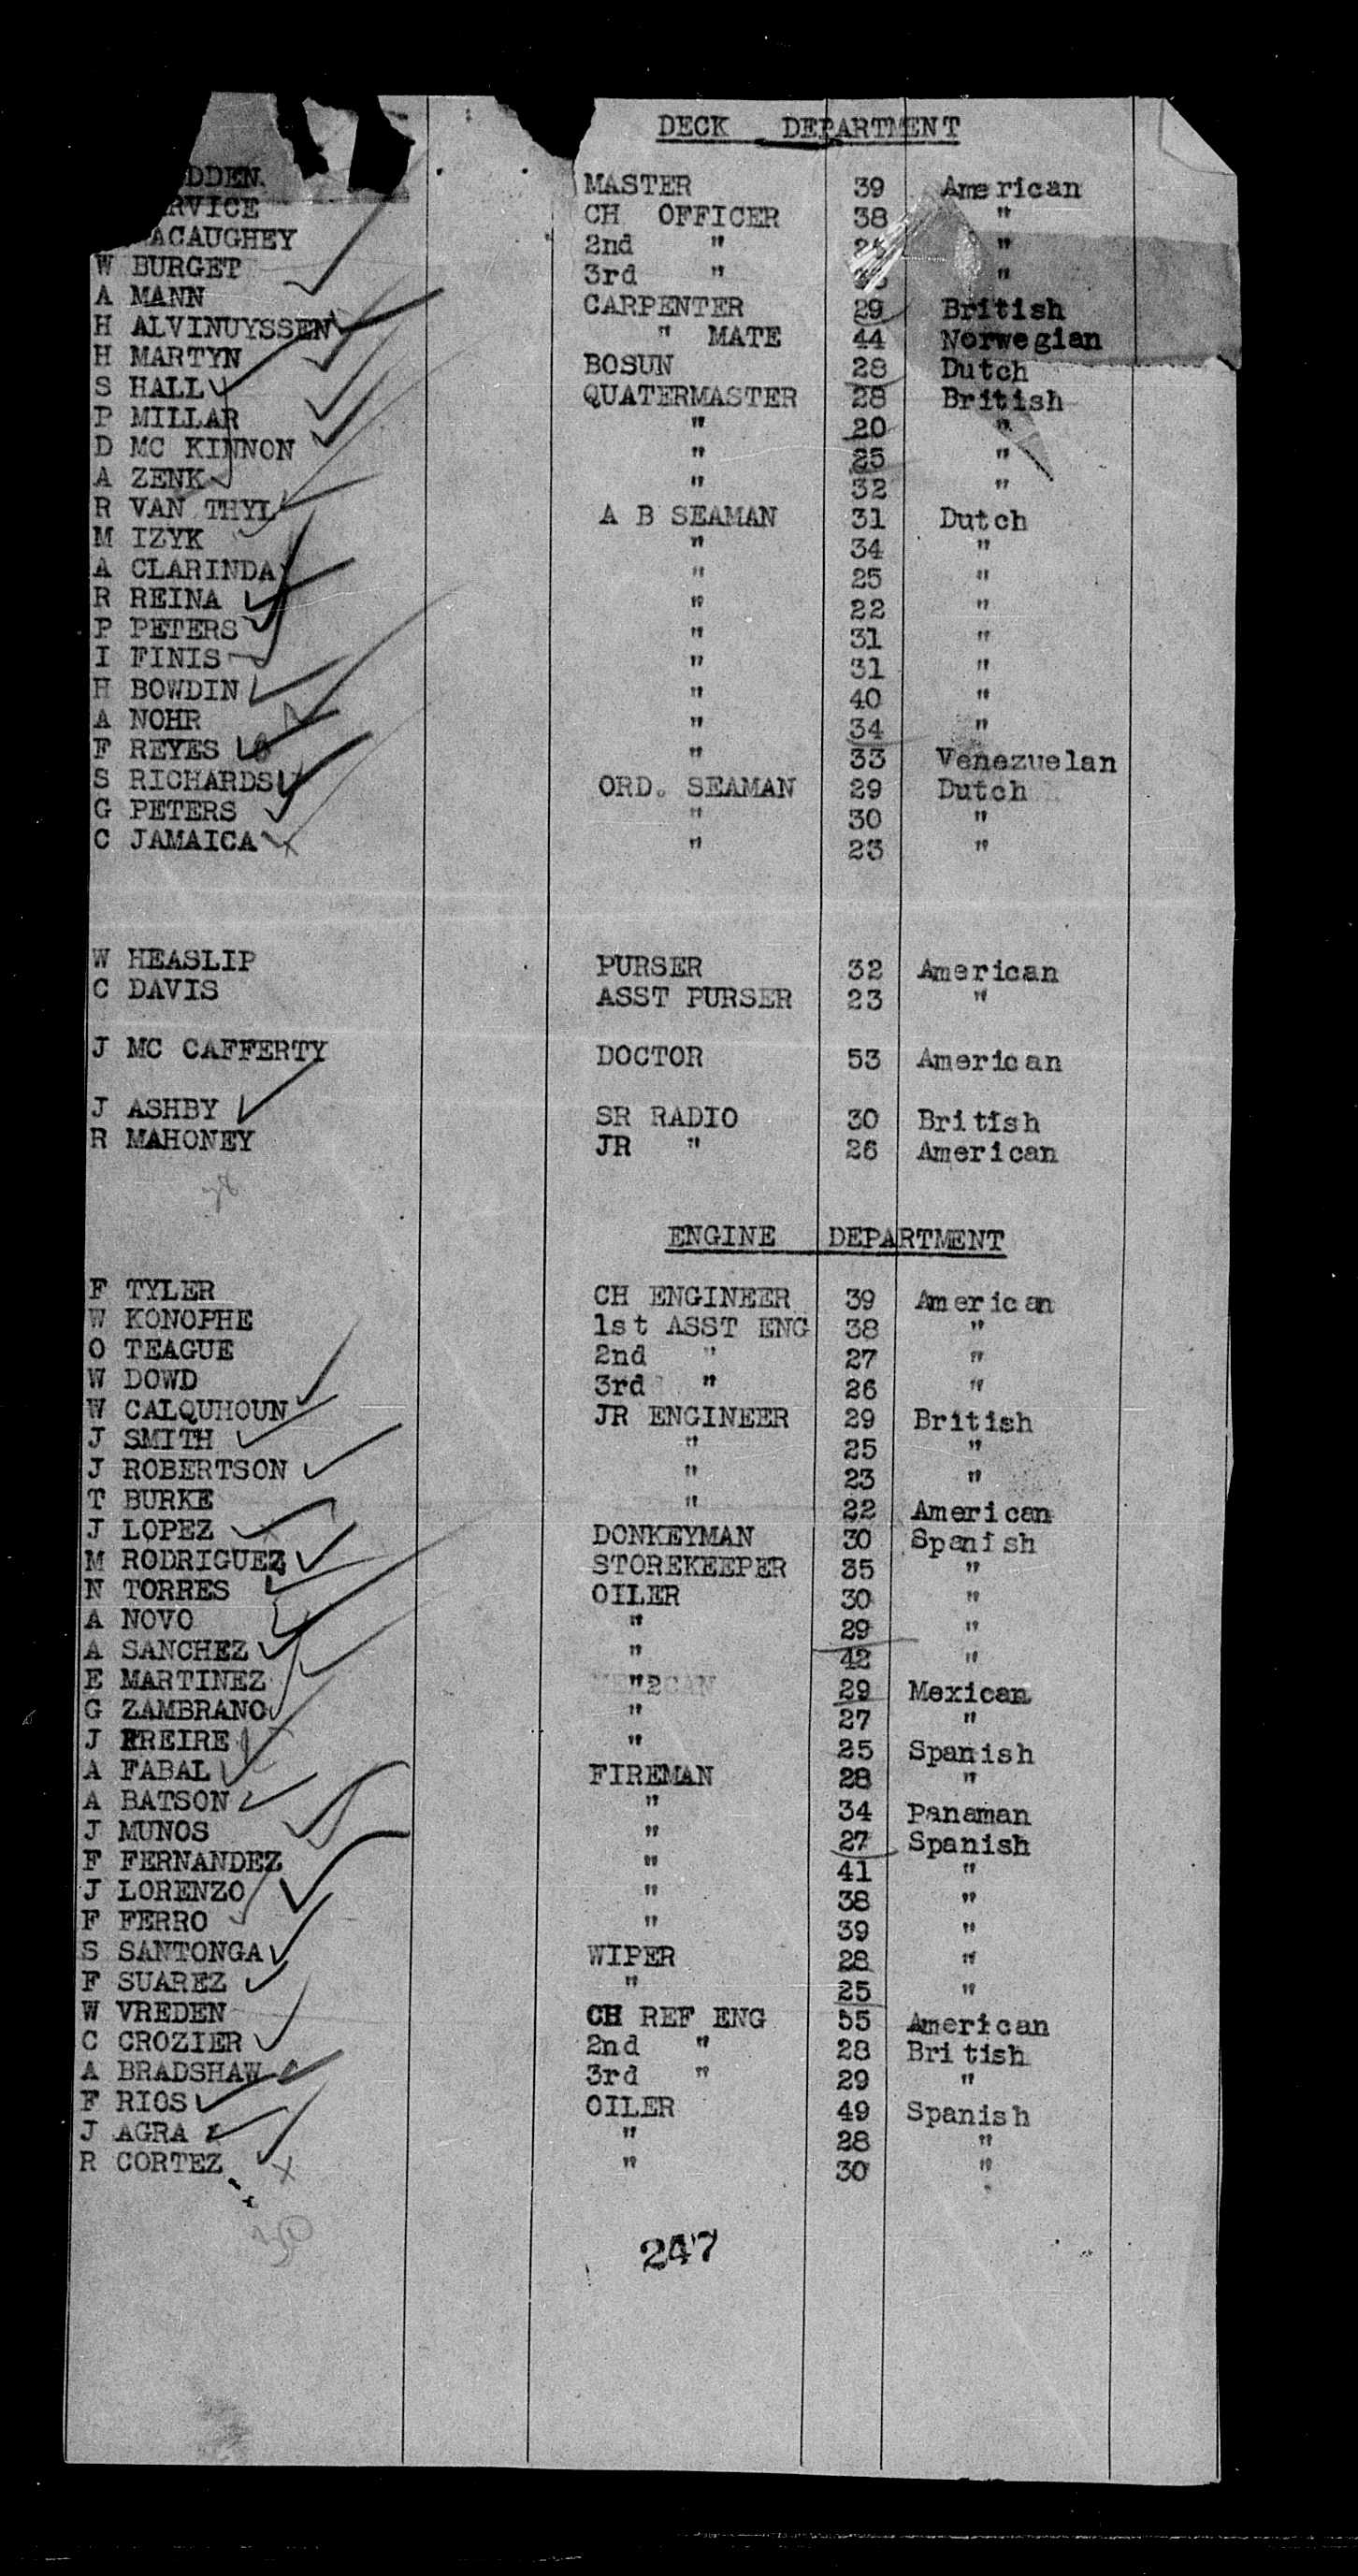 DECK DEPARTMENT
DDEN. MASTER 39 American
RVICE CH OFFICER 38 "
ACAUGHEY 2nd " "
W BURGET 3rd " "
A MANN CARPENTER 29 British
H ALVINUYSSEN " MATE 44 Norwegian
H MARTYN BOSUN 28 Dutch
S HALL QUATERMASTER 28 British
P MILLAR " 20 "
D MC KINNON " 25 "
A ZENK " 32 "
R VAN THYL A B SEAMAN 31 Dutch
M IZYK " 34 "
A CLARINDA " 25 "
R REINA " 22 "
P PETERS " 31 "
I FINIS " 31 "
H BOWDIN " 40 "
A NOHR " 34 "
F REYES " 33 Venezuelan
S RICHARDS ORD. SEAMAN 29 Dutch
G PETERS " 30 "
C JAMAICA " 23 "
W HEASLIP PURSER 32 American
C DAVIS ASST PURSER 23 "
J MC CAFFERTY DOCTOR 53 American
J ASHBY SR RADIO 30 British
R MAHONEY JR " 26 American
ENGINE DEPARTMENT
F TYLER CH ENGINEER 39 American
W KONOPHE 1st ASST ENG 38 "
O TEAGUE 2nd " 27 "
W DOWD 3rd " 26 "
W CALQUHOUN JR ENGINEER 29 British
J SMITH " 25 "
J ROBERTSON " 23 "
T BURKE " 22 American
J LOPEZ DONKEYMAN 30 Spanish
M RODRIGUEZ STOREKEEPER 35 "
N TORRES OILER 30 "
A NOVO " 29 "
A SANCHEZ " 42 "
E MARTINEZ " 29 Mexican
G ZAMBRANO " 27 "
J FREIRE " 25 Spanish
A FABAL FIREMAN 28 "
A BATSON " 34 Panaman
J MUNOS " 27 Spanish
F FERNANDEZ " 41 "
J LORENZO " 38 "
F FERRO " 39 "
S SANTONGA WIPER 28 "
F SUAREZ " 25 "
W VREDEN CH REF ENG 55 American
C CROZIER 2nd " 28 British
A BRADSHAW 3rd " 29 "
F RIOS OILER 49 Spanish
J AGRA " 28 "
R CORTEZ " 30 "
247